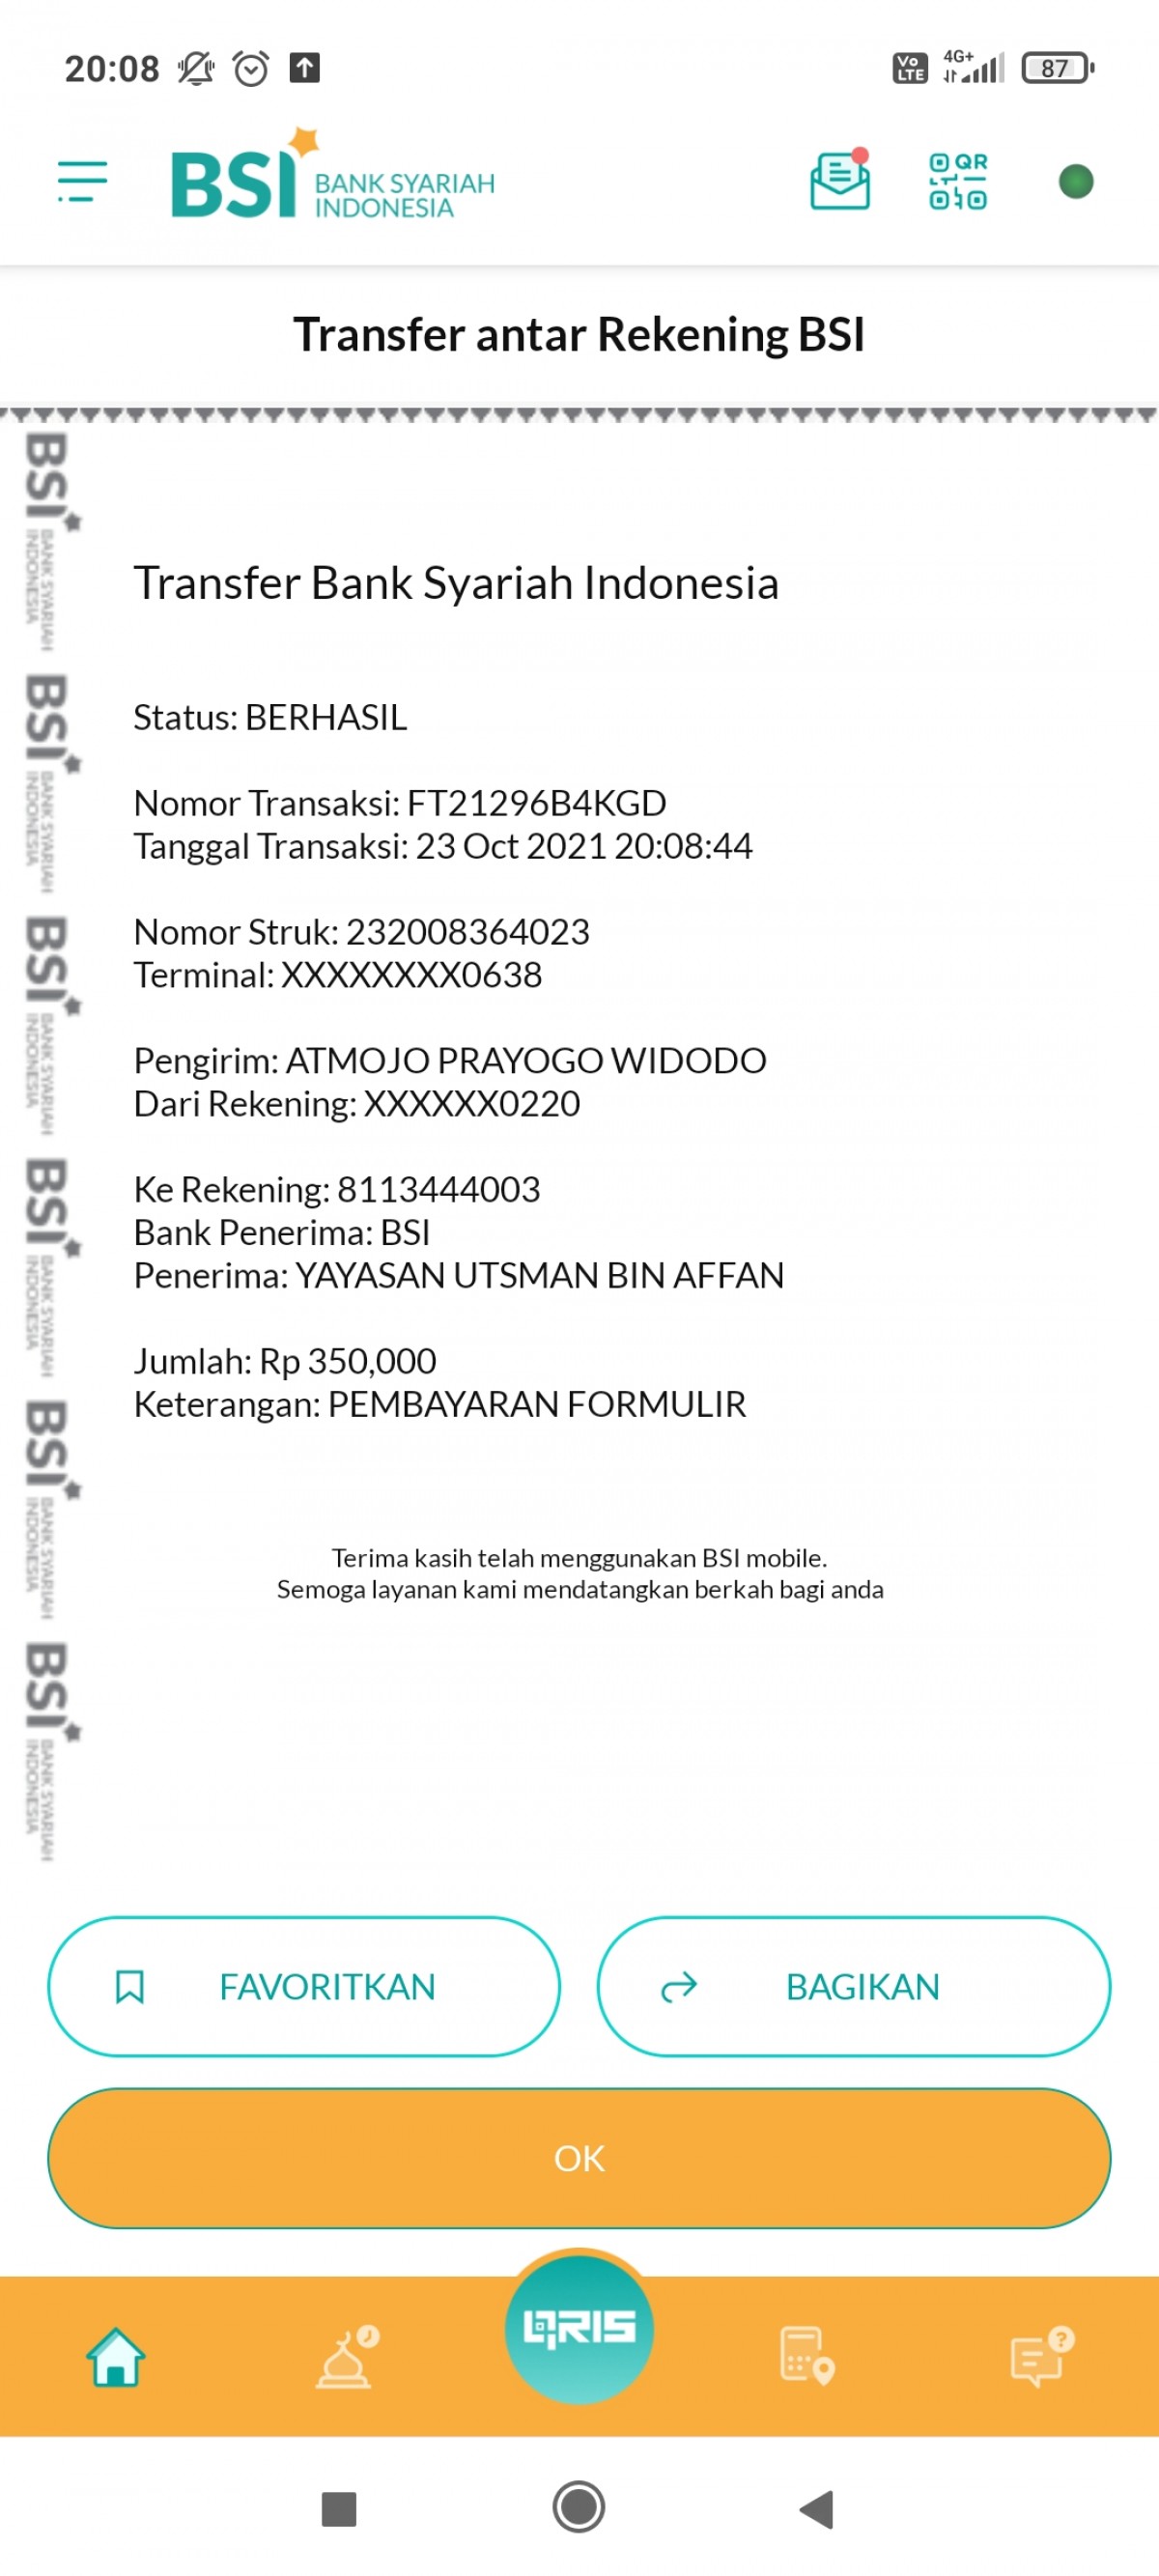 20:08
Vo LTE 4G+ 87
BSI BANK SYARIAH INDONESIA
QR
Transfer antar Rekening BSI
BSI BANK SYARIAH INDONESIA
BSI BANK SYARIAH INDONESIA
BSI BANK SYARIAH INDONESIA
BSI BANK SYARIAH INDONESIA
BSI BANK SYARIAH INDONESIA
BSI BANK SYARIAH INDONESIA
Transfer Bank Syariah Indonesia
Status: BERHASIL
Nomor Transaksi: FT21296B4KGD
Tanggal Transaksi: 23 Oct 2021 20:08:44
Nomor Struk: 232008364023
Terminal: XXXXXXXX0638
Pengirim: ATMOJO PRAYOGO WIDODO
Dari Rekening: XXXXXX0220
Ke Rekening: 8113444003
Bank Penerima: BSI
Penerima: YAYASAN UTSMAN BIN AFFAN
Jumlah: Rp 350,000
Keterangan: PEMBAYARAN FORMULIR
Terima kasih telah menggunakan BSI mobile.
Semoga layanan kami mendatangkan berkah bagi anda
FAVORITKAN
BAGIKAN
OK
QRIS
?